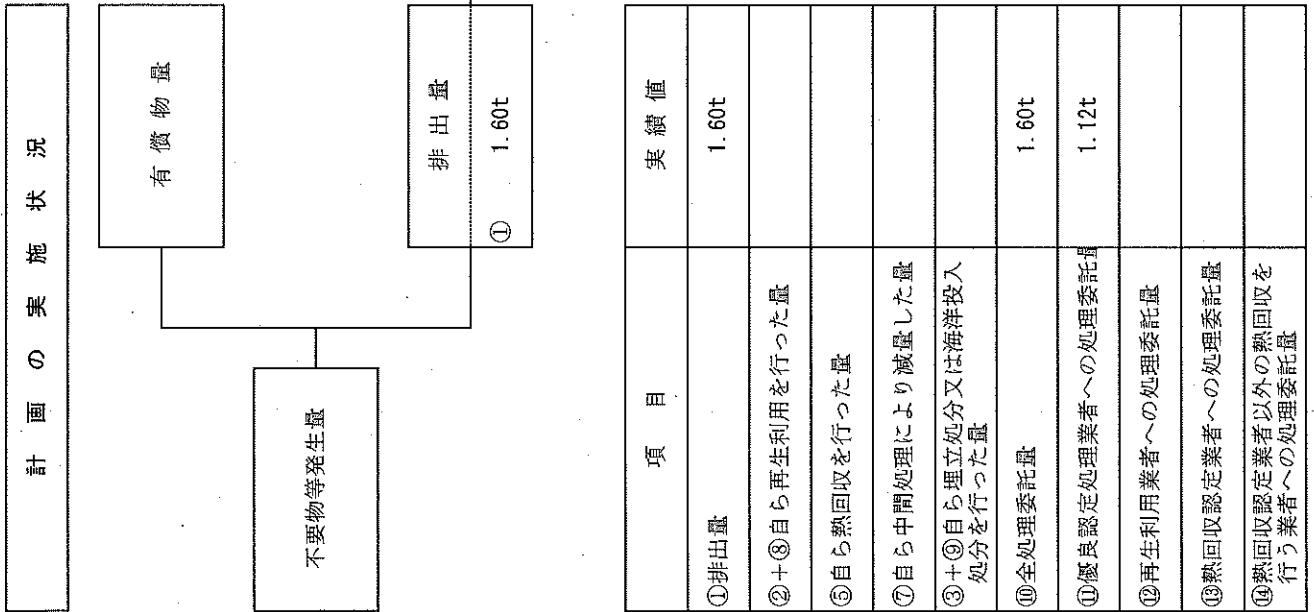 計画の実施状況
有償物量
不要物等発生量
排出量
① 1.60t
項目 実績値
①排出量 1.60t
②+⑧自ら再生利用を行った量
⑤自ら熱回収を行った量
⑦自ら中間処理により減量した量
③+⑨自ら埋立処分又は海洋投入
処分を行った量
⑩全処理委託量 1.60t
⑪優良認定処理業者への処理委託量 1.12t
⑫再生利用業者への処理委託量
⑬熱回収認定業者への処理委託量
⑭熱回収認定業者以外の熱回収を
行う業者への処理委託量